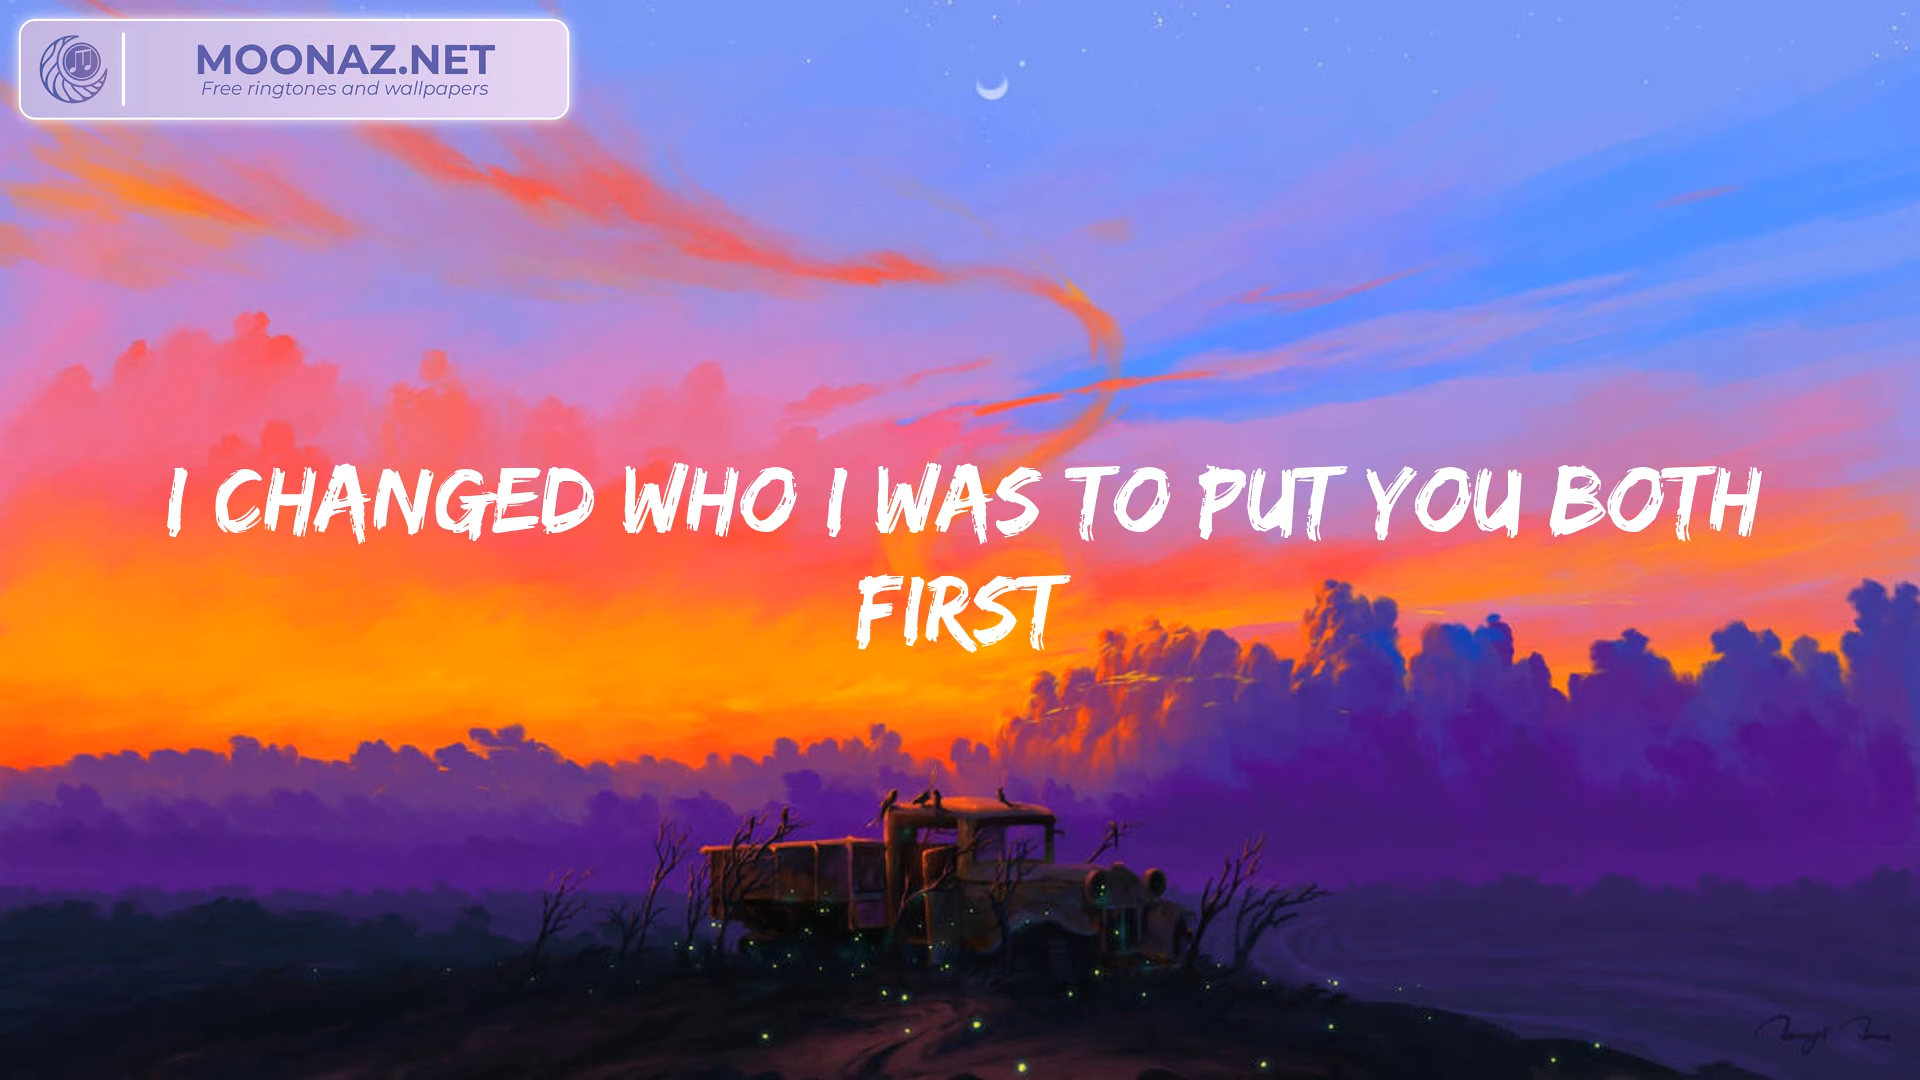 MOONAZ.NET
Free ringtones and wallpapers
I CHANGED WHO I WAS TO PUT YOU BOTH
FIRST